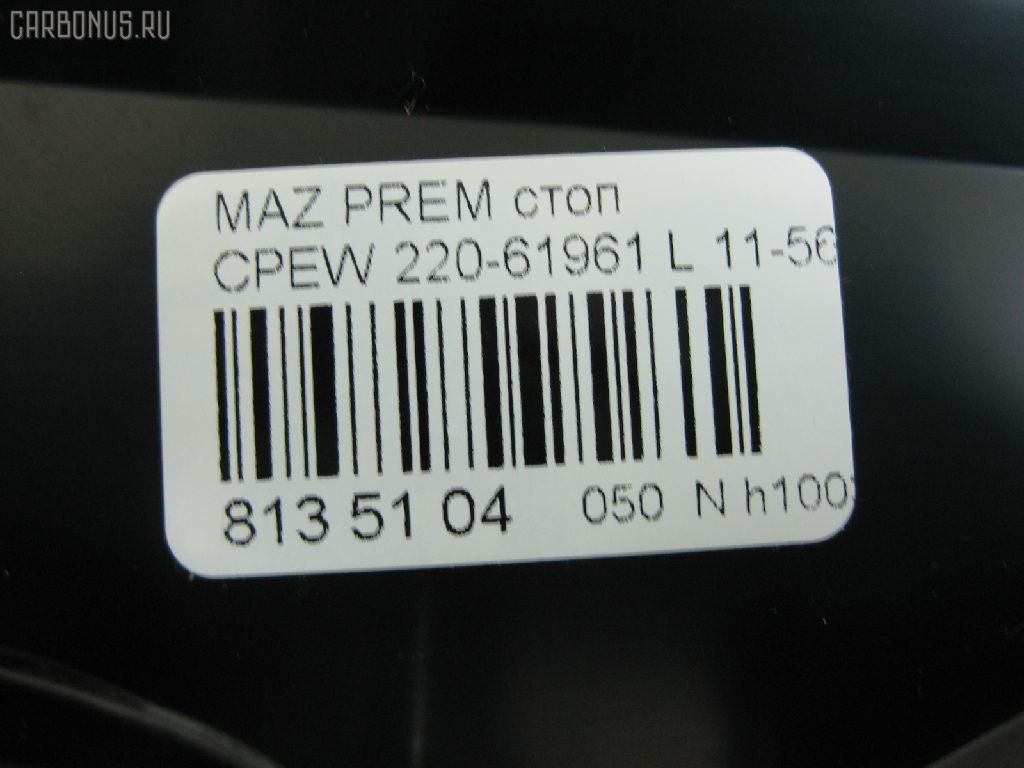 CARBONUS.RU
MAZ PREM стоп
CPEW 220-61961 L 11-56
813 51 04 050 N h100